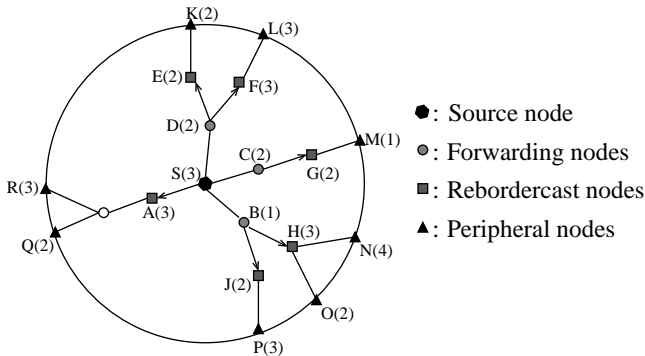 K(2)
L(3)
E(2)
F(3)
D(2)
M(1)
C(2)
S(3)
G(2)
R(3)
A(3)
B(1)
H(3)
Q(2)
N(4)
J(2)
O(2)
P(3)
: Source node
: Forwarding nodes
: Rebordercast nodes
: Peripheral nodes